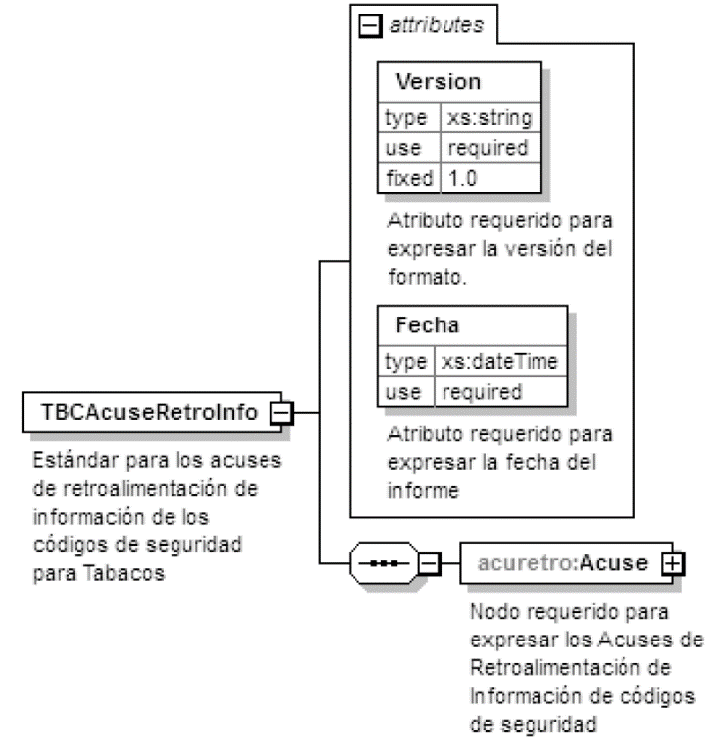 attributes
Version
type xs:string
use required
fixed 1.0
Atributo requerido para
expresar la versión del
formato.
Fecha
type xs:dateTime
use required
Atributo requerido para
expresar la fecha del
informe
TBCAcuseRetroInfo
Estándar para los acuses
de retroalimentación de
información de los
códigos de seguridad
para Tabacos
acuretro:Acuse
Nodo requerido para
expresar los Acuses de
Retroalimentación de
Información de códigos
de seguridad